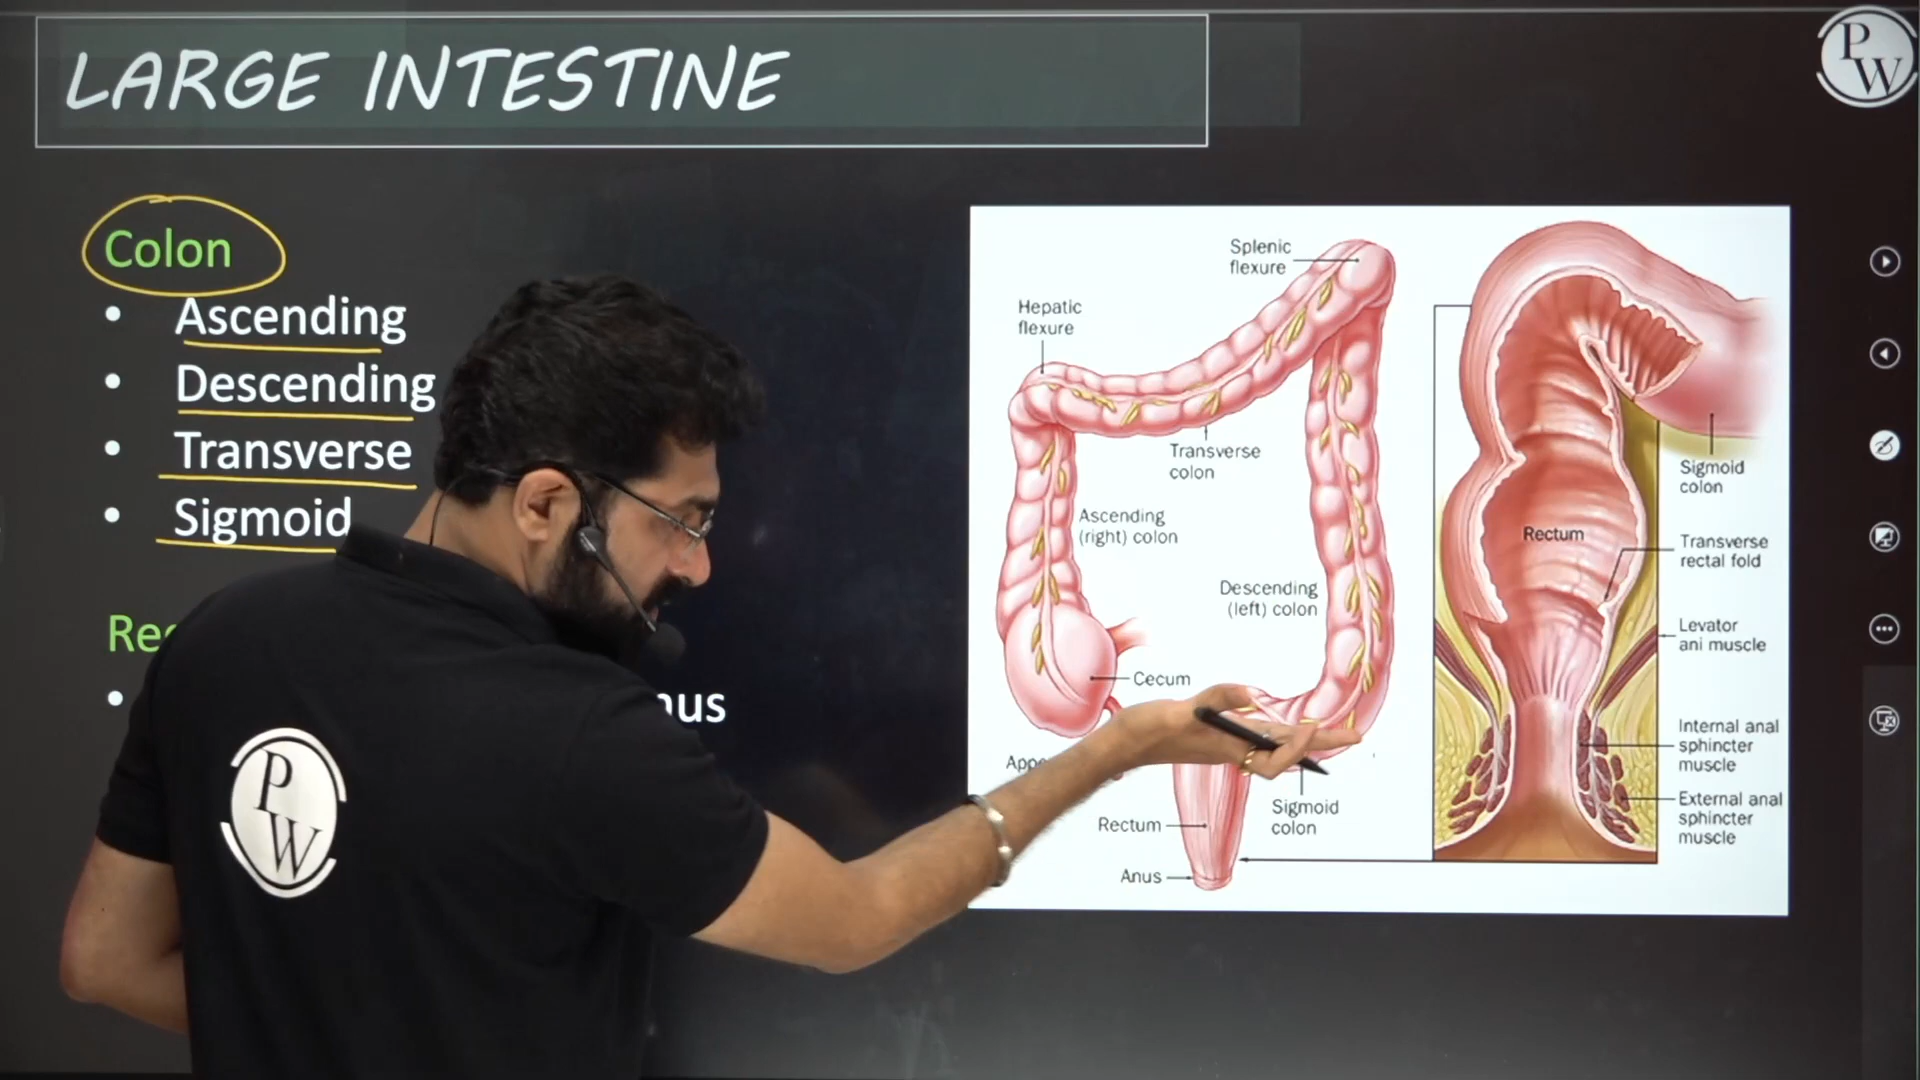 LARGE INTESTINE
PW
Colon
• Ascending
• Descending
• Transverse
• Sigmoid
Splenic
flexure
Hepatic
flexure
Transverse
colon
Ascending
(right) colon
Descending
(left) colon
Cecum
Sigmoid
colon
Rectum
Anus
Rectum
Sigmoid
colon
Transverse
rectal fold
Levator
ani muscle
Internal anal
sphincter
muscle
External anal
sphincter
muscle
PW